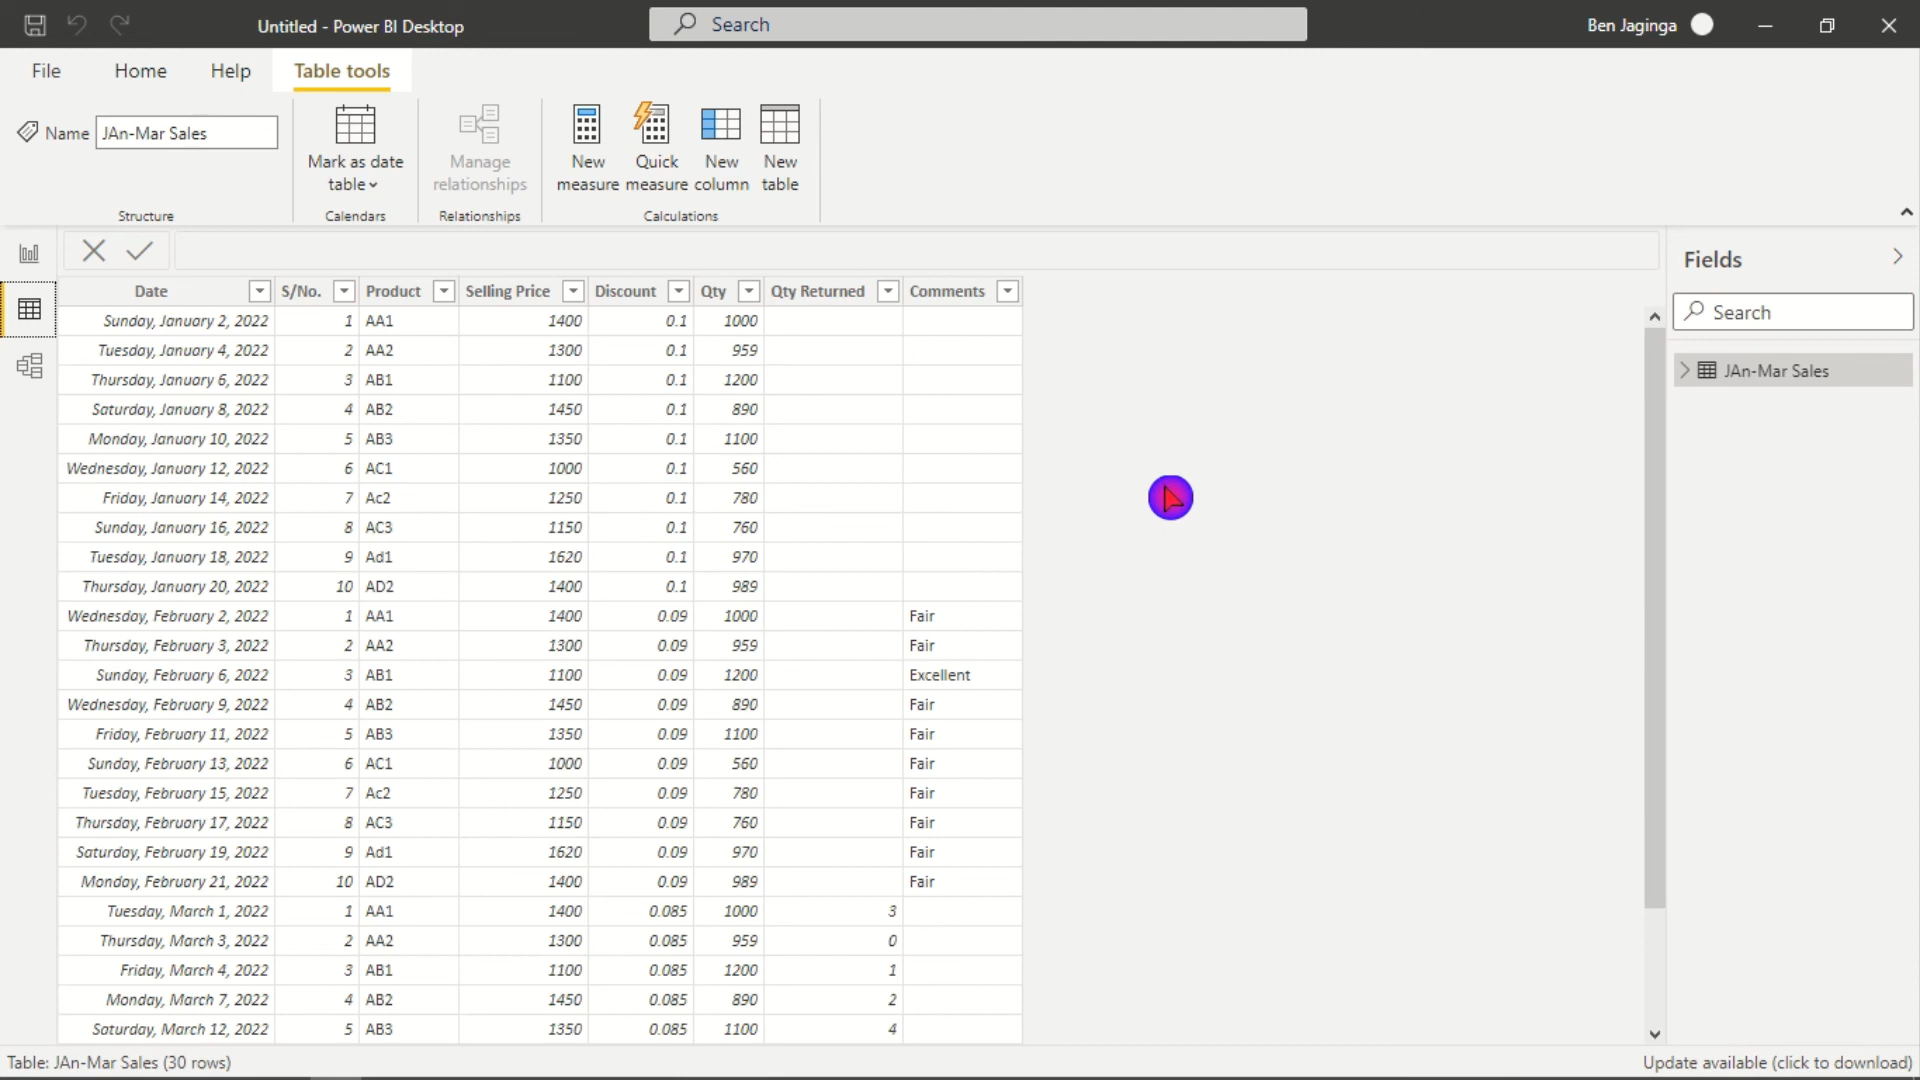 Untitled - Power BI Desktop
Search
Ben Jaginga
File Home Help Table tools
Name JAn-Mar Sales
Mark as date table
Manage relationships
New measure
Quick measure
New column
New table
Structure Calendars Relationships Calculations
Fields
Search
JAn-Mar Sales
Date S/No. Product Selling Price Discount Qty Qty Returned Comments
Sunday, January 2, 2022 1 AA1 1400 0.1 1000
Tuesday, January 4, 2022 2 AA2 1300 0.1 959
Thursday, January 6, 2022 3 AB1 1100 0.1 1200
Saturday, January 8, 2022 4 AB2 1450 0.1 890
Monday, January 10, 2022 5 AB3 1350 0.1 1100
Wednesday, January 12, 2022 6 AC1 1000 0.1 560
Friday, January 14, 2022 7 Ac2 1250 0.1 780
Sunday, January 16, 2022 8 AC3 1150 0.1 760
Tuesday, January 18, 2022 9 Ad1 1620 0.1 970
Thursday, January 20, 2022 10 AD2 1400 0.1 989
Wednesday, February 2, 2022 1 AA1 1400 0.09 1000 Fair
Thursday, February 3, 2022 2 AA2 1300 0.09 959 Fair
Sunday, February 6, 2022 3 AB1 1100 0.09 1200 Excellent
Wednesday, February 9, 2022 4 AB2 1450 0.09 890 Fair
Friday, February 11, 2022 5 AB3 1350 0.09 1100 Fair
Sunday, February 13, 2022 6 AC1 1000 0.09 560 Fair
Tuesday, February 15, 2022 7 Ac2 1250 0.09 780 Fair
Thursday, February 17, 2022 8 AC3 1150 0.09 760 Fair
Saturday, February 19, 2022 9 Ad1 1620 0.09 970 Fair
Monday, February 21, 2022 10 AD2 1400 0.09 989 Fair
Tuesday, March 1, 2022 1 AA1 1400 0.085 1000 3
Thursday, March 3, 2022 2 AA2 1300 0.085 959 0
Friday, March 4, 2022 3 AB1 1100 0.085 1200 1
Monday, March 7, 2022 4 AB2 1450 0.085 890 2
Saturday, March 12, 2022 5 AB3 1350 0.085 1100 4
Table: JAn-Mar Sales (30 rows)
Update available (click to download)